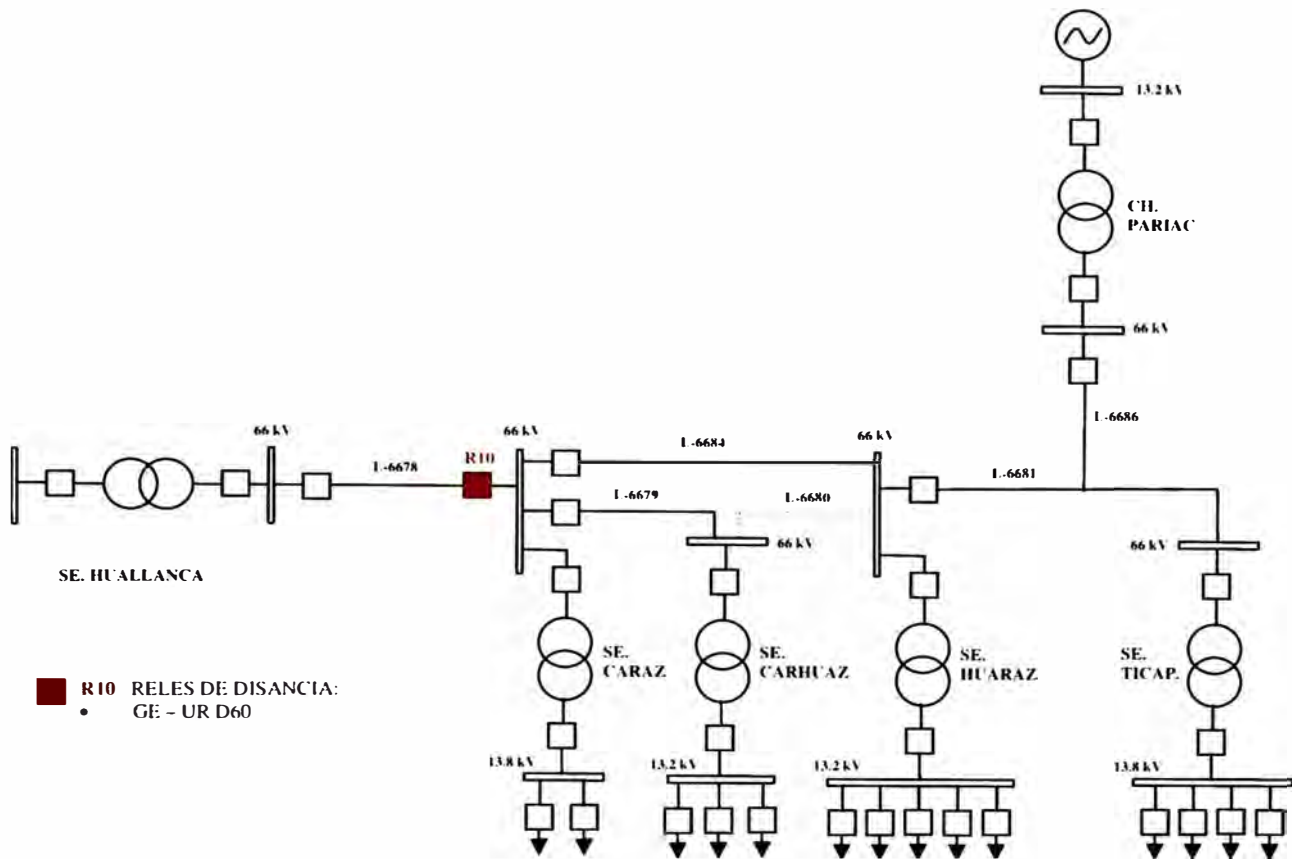 13.2 kV
CH.
PARIAC
66 kV
L-6686
66 kV
R10
66 kV
L-6684
66 kV
L-6678
L-6679
L-6680
L-6681
66 kV
66 kV
SE. HUALLANCA
SE.
CARAZ
SE.
CARHUAZ
SE.
HUARAZ
SE.
TICAP.
R10 RELES DE DISANCIA:
• GE – UR D60
13.8 kV
13.2 kV
13.2 kV
13.8 kV